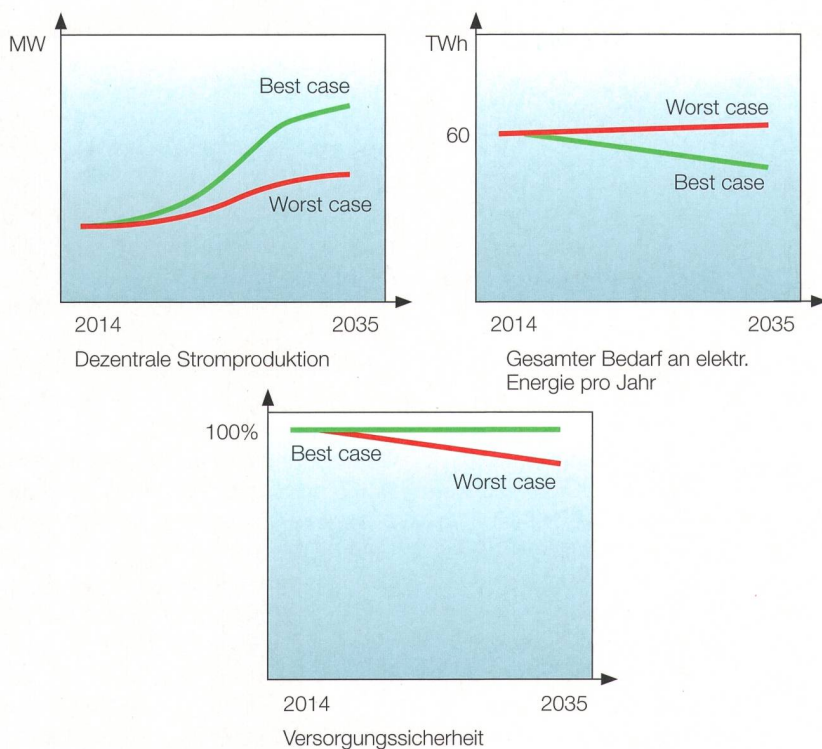 MW
Best case
Worst case
2014 2035
Dezentrale Stromproduktion
TWh
60
Worst case
Best case
2014 2035
Gesamter Bedarf an elektr.
Energie pro Jahr
100%
Best case
Worst case
2014 2035
Versorgungssicherheit